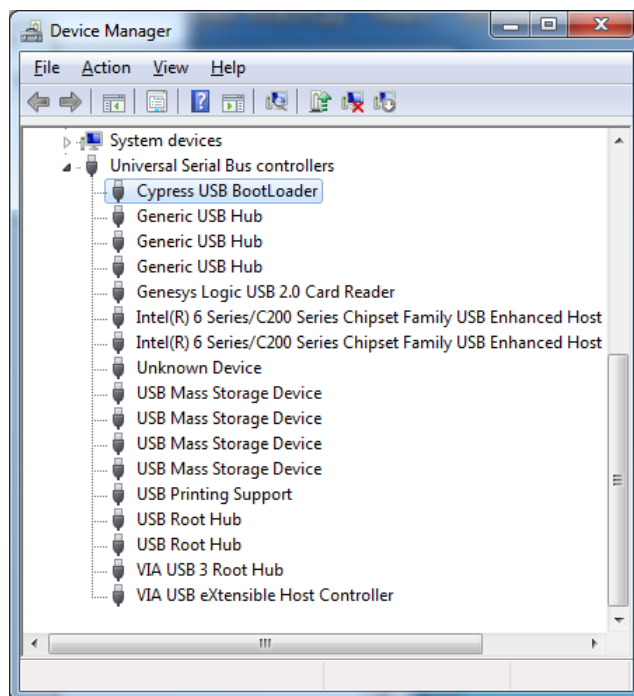 Device Manager
File Action View Help
System devices
Universal Serial Bus controllers
Cypress USB BootLoader
Generic USB Hub
Generic USB Hub
Generic USB Hub
Genesys Logic USB 2.0 Card Reader
Intel(R) 6 Series/C200 Series Chipset Family USB Enhanced Host
Intel(R) 6 Series/C200 Series Chipset Family USB Enhanced Host
Unknown Device
USB Mass Storage Device
USB Mass Storage Device
USB Mass Storage Device
USB Mass Storage Device
USB Printing Support
USB Root Hub
USB Root Hub
VIA USB 3 Root Hub
VIA USB eXtensible Host Controller